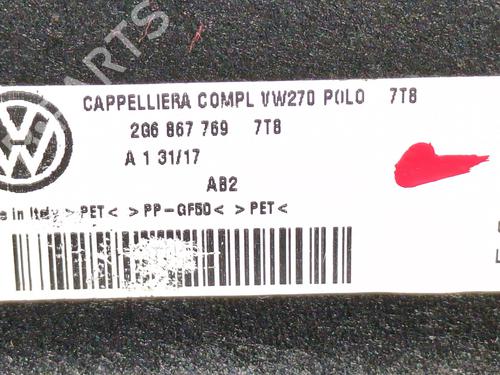 PARTS
CAPPELLIERA COMPL VW270 POLO 7T8
2G6 867 769 7T8
A 1 31/17
AB2
in Italy >PET< >PP-GF50< >PET<